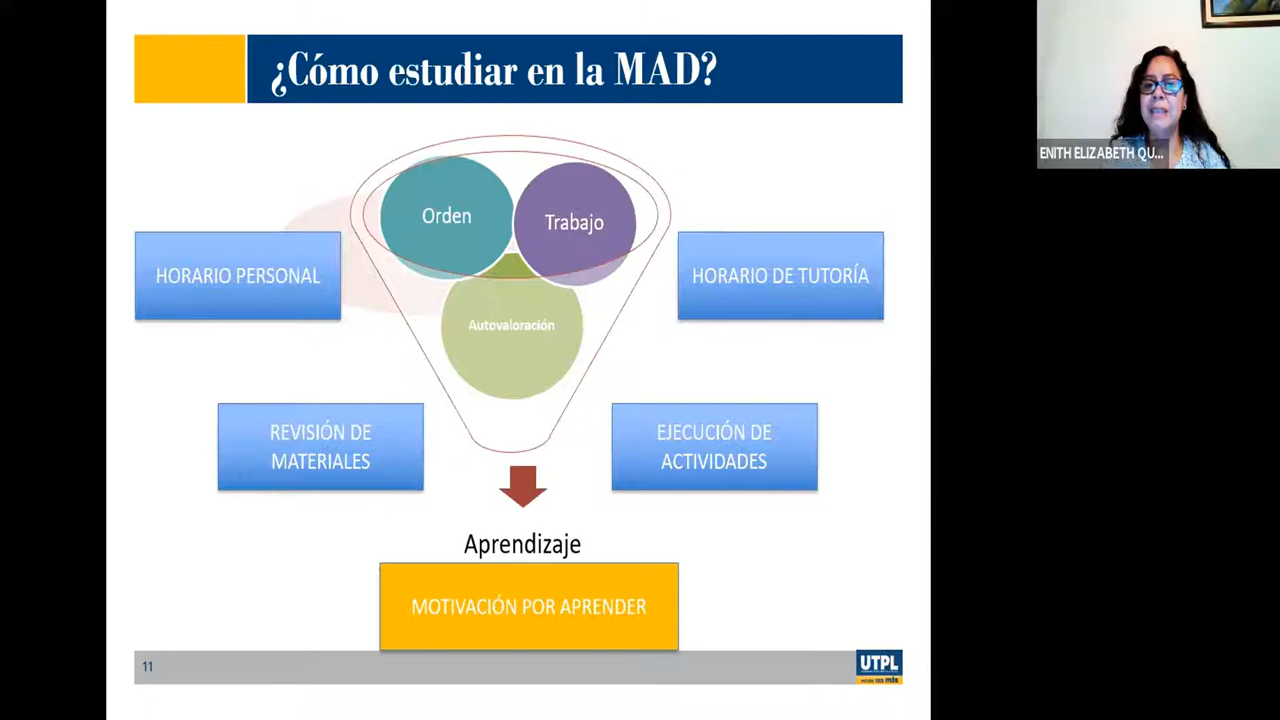 ¿Cómo estudiar en la MAD?
ENITH ELIZABETH QU...
Orden
Trabajo
HORARIO PERSONAL
HORARIO DE TUTORÍA
Autovaloración
REVISIÓN DE
MATERIALES
EJECUCIÓN DE
ACTIVIDADES
Aprendizaje
MOTIVACIÓN POR APRENDER
11
UTPL